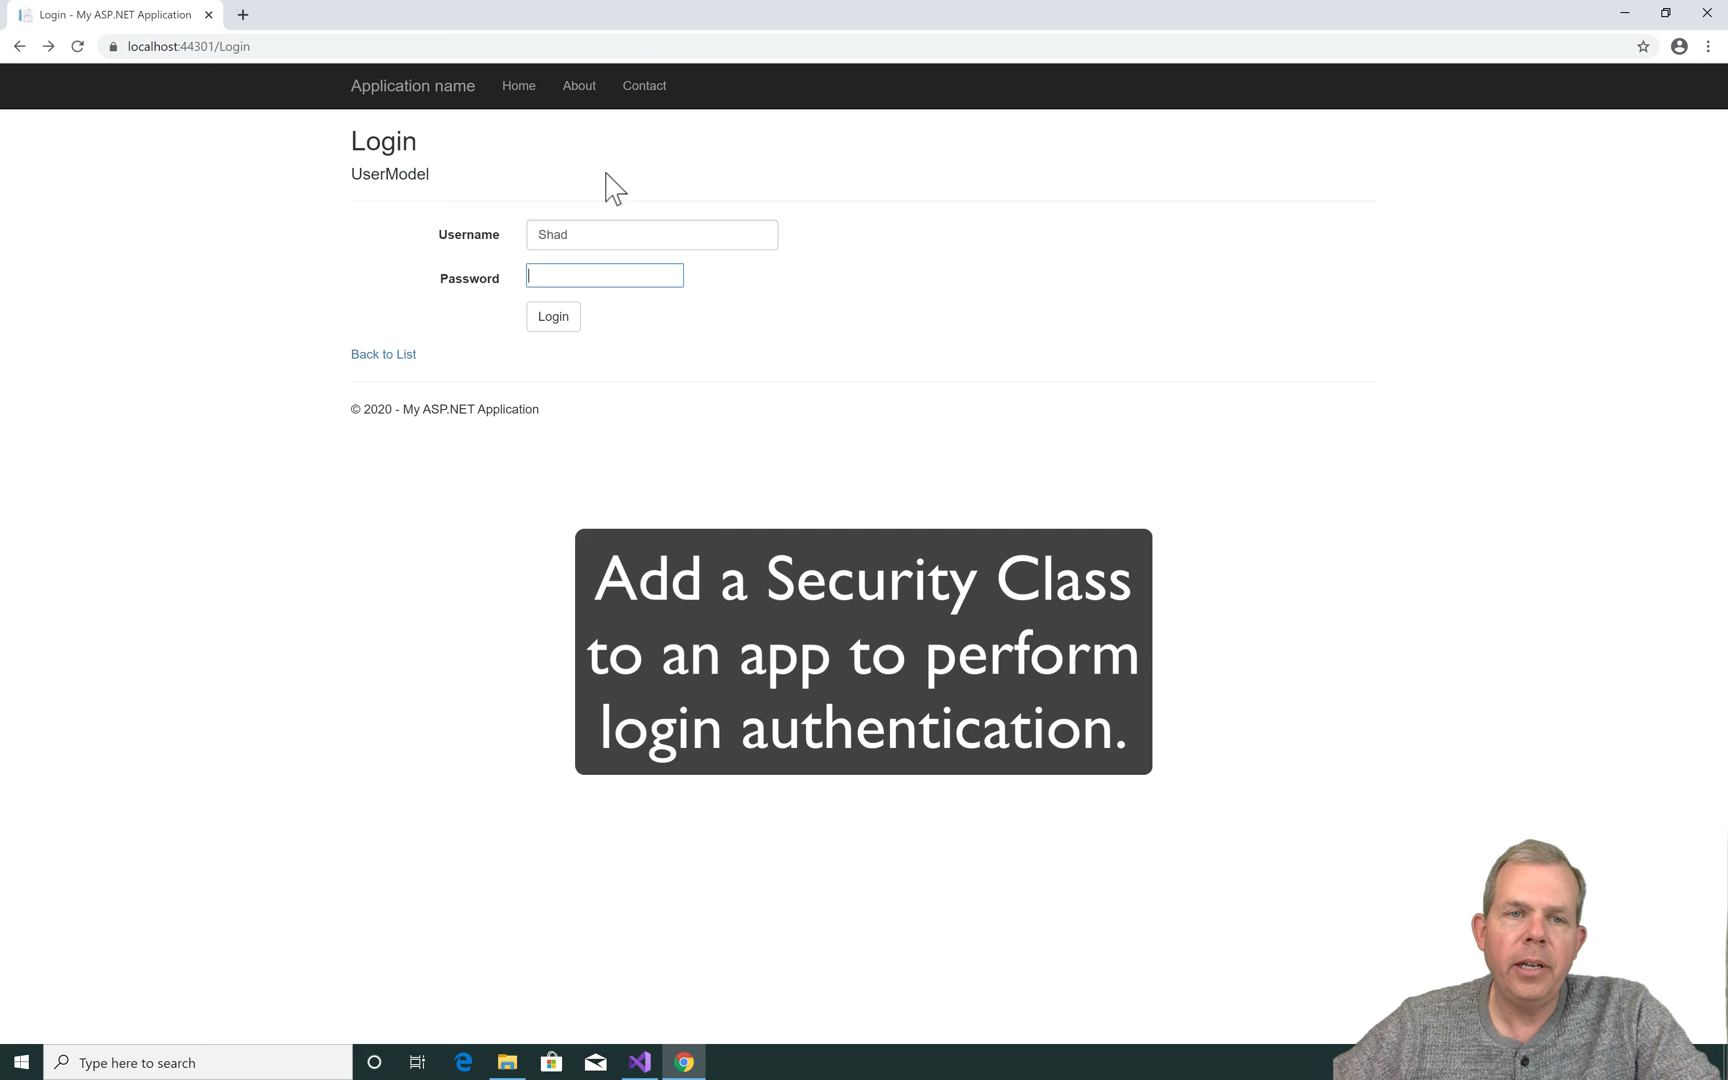 Login - My ASP.NET Application
localhost:44301/Login
Application name Home About Contact
Login
UserModel
Username Shad
Password
Login
Back to List
© 2020 - My ASP.NET Application
Add a Security Class
to an app to perform
login authentication.
Type here to search